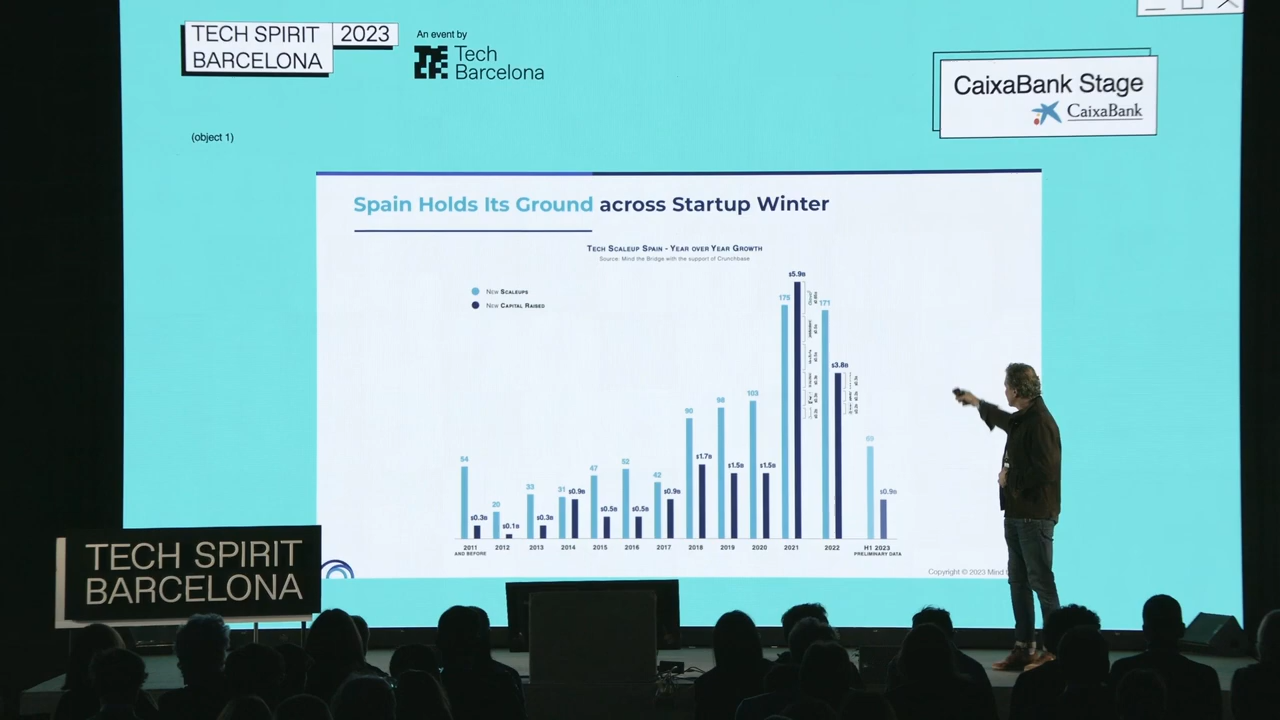 TECH SPIRIT 2023
BARCELONA
An event by
Tech
Barcelona
CaixaBank Stage
CaixaBank
(object 1)
Spain Holds Its Ground across Startup Winter
Tech Scaleup Spain - Year over Year Growth
Source: Mind the Bridge with the support of Crunchbase
New Scaleups
New Capital Raised
54 $0.3B
20 $0.1B
33 $0.3B
31 $0.9B
47 $0.5B
52 $0.5B
42 $0.9B
90 $1.7B
98 $1.5B
103 $1.5B
175 $5.9B
171 $3.8B
69 $0.9B
2011 2012 2013 2014 2015 2016 2017 2018 2019 2020 2021 2022 H1 2023
AND BEFORE PRELIMINARY DATA
Copyright © 2023 Mind
TECH SPIRIT
BARCELONA